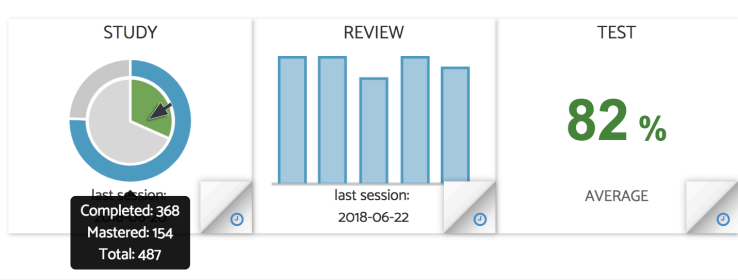 STUDY
last session:
Completed: 368
Mastered: 154
Total: 487
REVIEW
last session:
2018-06-22
TEST
82 %
AVERAGE